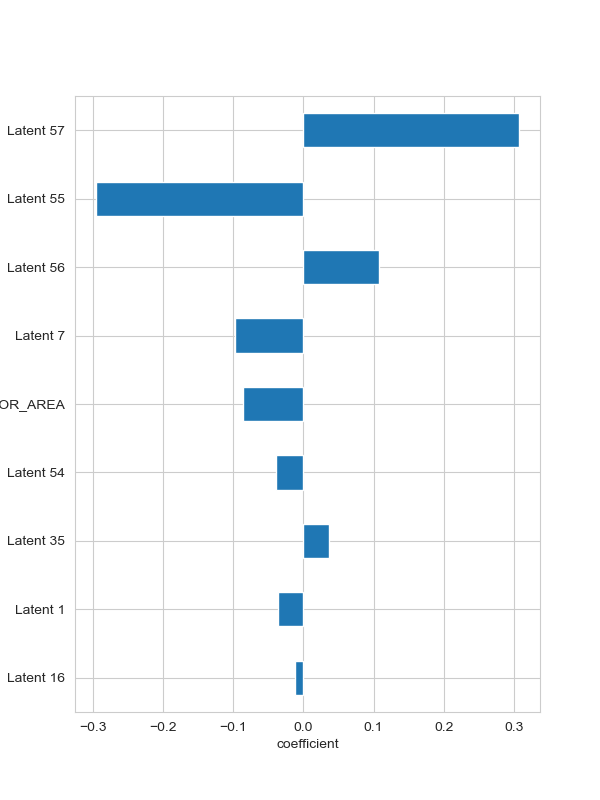 Latent 57
Latent 55
Latent 56
Latent 7
OR_AREA
Latent 54
Latent 35
Latent 1
Latent 16
−0.3 −0.2 −0.1 0.0 0.1 0.2 0.3
coefficient